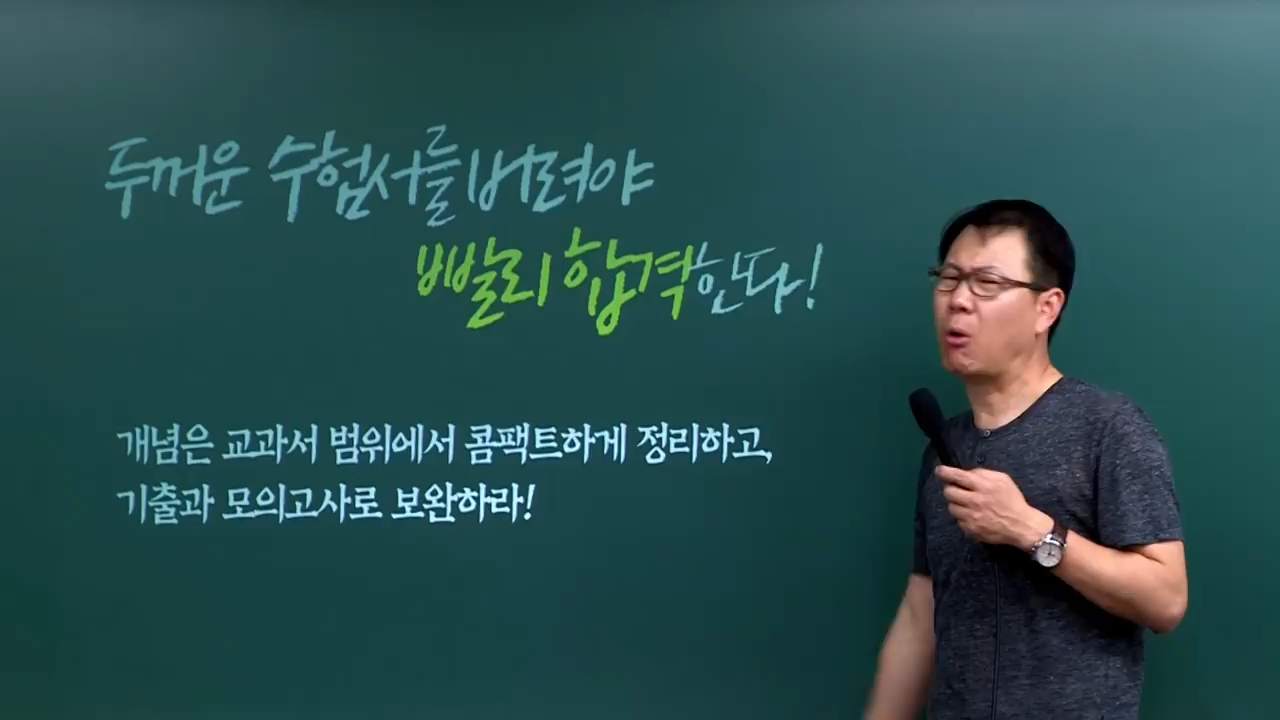 두꺼운 수험서를 버려야
빨리 합격한다!
개념은 교과서 범위에서 콤팩트하게 정리하고,
기출과 모의고사로 보완하라!